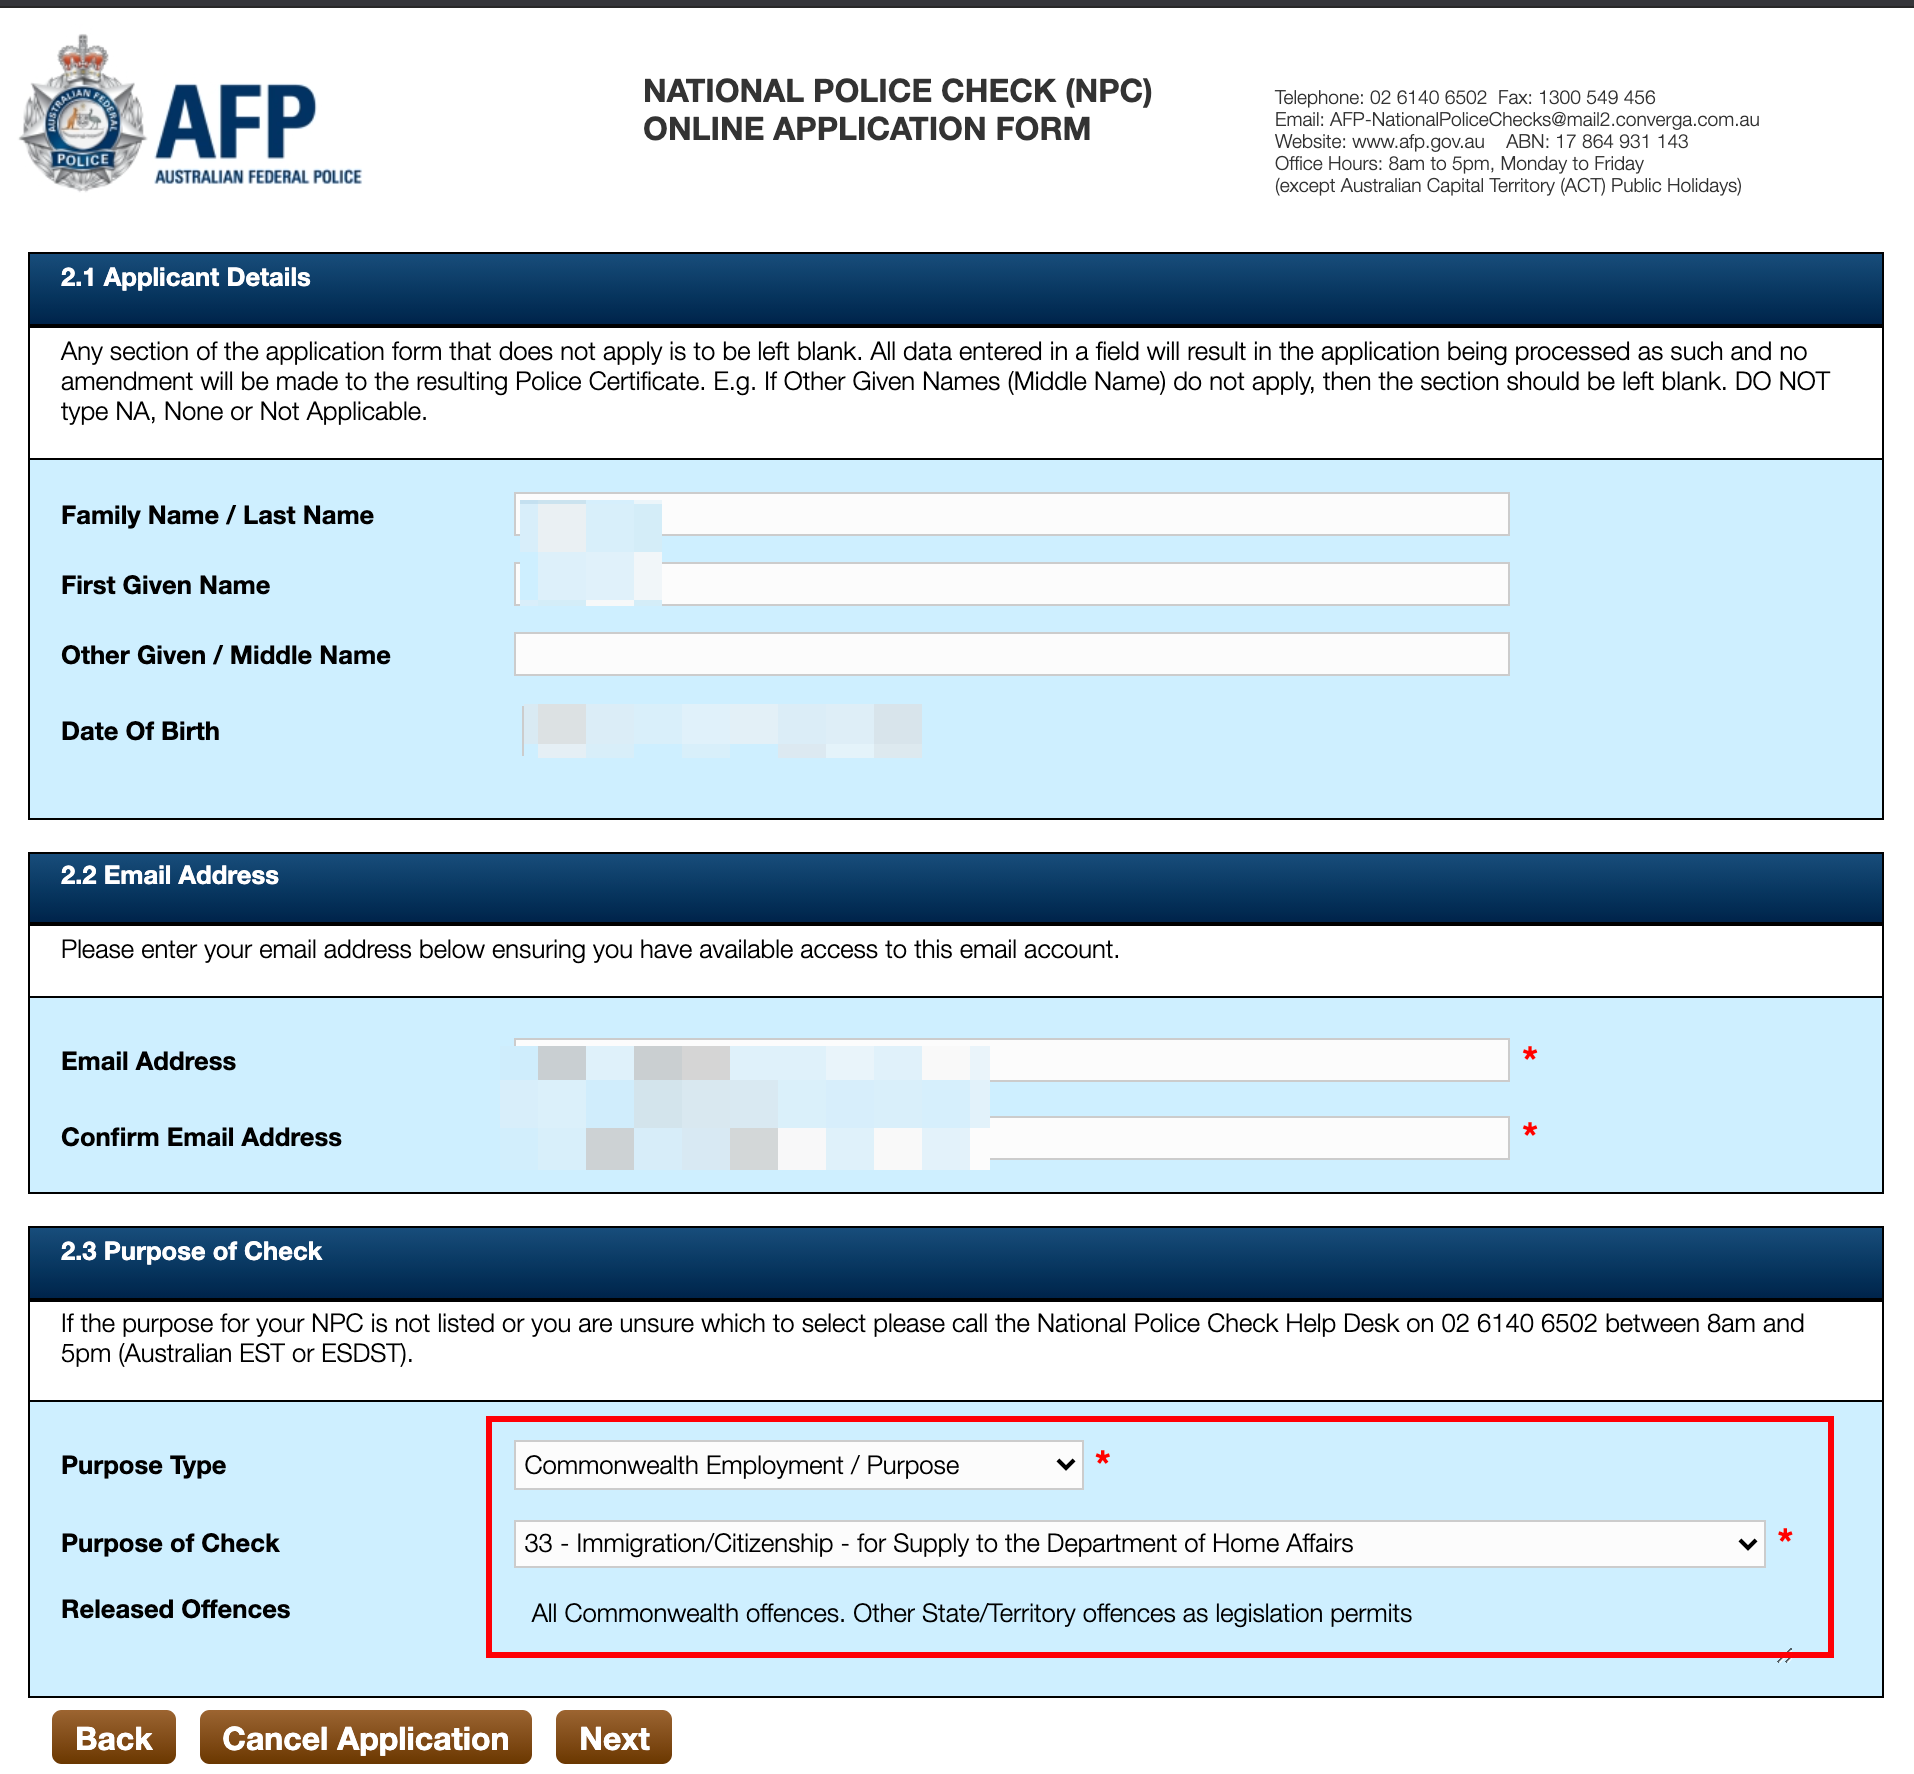 AUSTRALIAN FEDERAL
POLICE
AFP
AUSTRALIAN FEDERAL POLICE
NATIONAL POLICE CHECK (NPC)
ONLINE APPLICATION FORM
Telephone: 02 6140 6502  Fax: 1300 549 456
Email: AFP-NationalPoliceChecks@mail2.converga.com.au
Website: www.afp.gov.au    ABN: 17 864 931 143
Office Hours: 8am to 5pm, Monday to Friday
(except Australian Capital Territory (ACT) Public Holidays)
2.1 Applicant Details
Any section of the application form that does not apply is to be left blank. All data entered in a field will result in the application being processed as such and no
amendment will be made to the resulting Police Certificate. E.g. If Other Given Names (Middle Name) do not apply, then the section should be left blank. DO NOT
type NA, None or Not Applicable.
Family Name / Last Name
First Given Name
Other Given / Middle Name
Date Of Birth
2.2 Email Address
Please enter your email address below ensuring you have available access to this email account.
Email Address *
Confirm Email Address *
2.3 Purpose of Check
If the purpose for your NPC is not listed or you are unsure which to select please call the National Police Check Help Desk on 02 6140 6502 between 8am and
5pm (Australian EST or ESDST).
Purpose Type Commonwealth Employment / Purpose *
Purpose of Check 33 - Immigration/Citizenship - for Supply to the Department of Home Affairs *
Released Offences All Commonwealth offences. Other State/Territory offences as legislation permits
Back Cancel Application Next